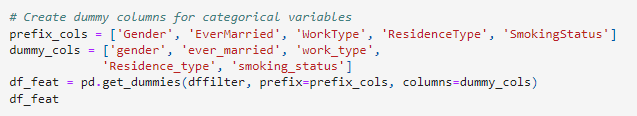 # Create dummy columns for categorical variables
prefix_cols = ['Gender', 'EverMarried', 'WorkType', 'ResidenceType', 'SmokingStatus']
dummy_cols = ['gender', 'ever_married', 'work_type',
              'Residence_type', 'smoking_status']
df_feat = pd.get_dummies(dffilter, prefix=prefix_cols, columns=dummy_cols)
df_feat